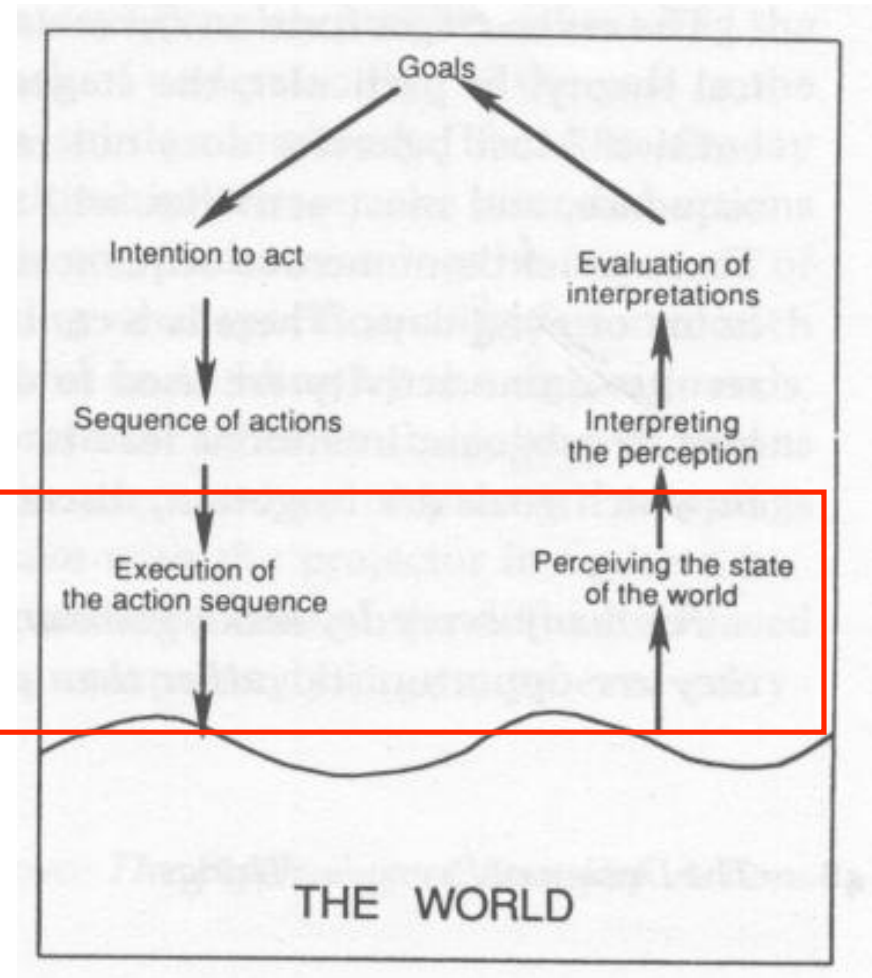 Goals
Intention to act
Evaluation of
interpretations
Sequence of actions
Interpreting
the perception
Execution of
the action sequence
Perceiving the state
of the world
THE WORLD